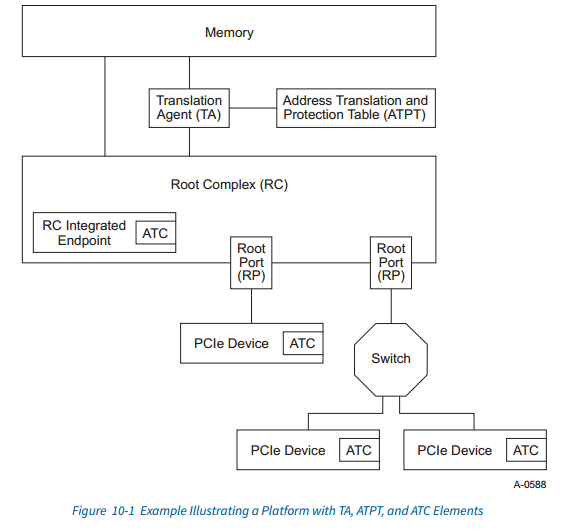 Memory
Translation
Agent (TA)
Address Translation and
Protection Table (ATPT)
Root Complex (RC)
RC Integrated
Endpoint
ATC
Root
Port
(RP)
Root
Port
(RP)
PCIe Device
ATC
Switch
PCIe Device
ATC
PCIe Device
ATC
A-0588
Figure 10-1 Example Illustrating a Platform with TA, ATPT, and ATC Elements